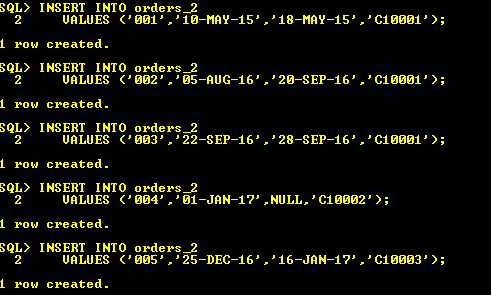 SQL> INSERT INTO orders_2
2 VALUES ('001','10-MAY-15','18-MAY-15','C10001');
1 row created.
SQL> INSERT INTO orders_2
2 VALUES ('002','05-AUG-16','20-SEP-16','C10001');
1 row created.
SQL> INSERT INTO orders_2
2 VALUES ('003','22-SEP-16','28-SEP-16','C10001');
1 row created.
SQL> INSERT INTO orders_2
2 VALUES ('004','01-JAN-17',NULL,'C10002');
1 row created.
SQL> INSERT INTO orders_2
2 VALUES ('005','25-DEC-16','16-JAN-17','C10003');
1 row created.